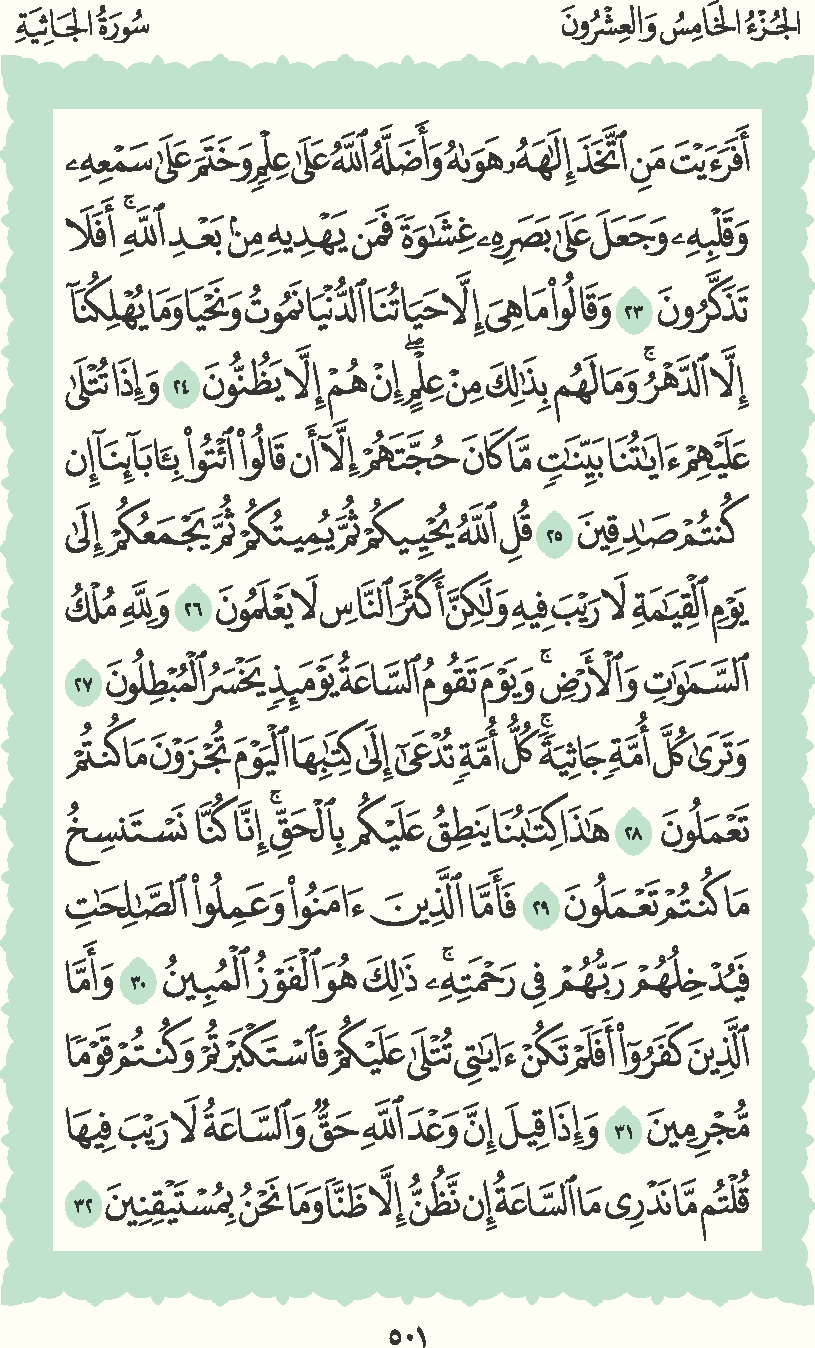 الجُزْءُ الخَامِسُ وَالعِشْرُونَ
سُورَةُ الجَاثِيَةِ
أَفَرَءَيْتَ مَنِ ٱتَّخَذَ إِلَٰهَهُۥ هَوَىٰهُ وَأَضَلَّهُ ٱللَّهُ عَلَىٰ عِلْمٍ وَخَتَمَ عَلَىٰ سَمْعِهِۦ
وَقَلْبِهِۦ وَجَعَلَ عَلَىٰ بَصَرِهِۦ غِشَٰوَةً فَمَن يَهْدِيهِ مِنۢ بَعْدِ ٱللَّهِ ۚ أَفَلَا
تَذَكَّرُونَ ٢٣ وَقَالُوا۟ مَا هِىَ إِلَّا حَيَاتُنَا ٱلدُّنْيَا نَمُوتُ وَنَحْيَا وَمَا يُهْلِكُنَآ
إِلَّا ٱلدَّهْرُ ۚ وَمَا لَهُم بِذَٰلِكَ مِنْ عِلْمٍ ۖ إِنْ هُمْ إِلَّا يَظُنُّونَ ٢٤ وَإِذَا تُتْلَىٰ
عَلَيْهِمْ ءَايَٰتُنَا بَيِّنَٰتٍ مَّا كَانَ حُجَّتَهُمْ إِلَّآ أَن قَالُوا۟ ٱئْتُوا۟ بِـَٔابَآئِنَآ إِن
كُنتُمْ صَٰدِقِينَ ٢٥ قُلِ ٱللَّهُ يُحْيِيكُمْ ثُمَّ يُمِيتُكُمْ ثُمَّ يَجْمَعُكُمْ إِلَىٰ
يَوْمِ ٱلْقِيَٰمَةِ لَا رَيْبَ فِيهِ وَلَٰكِنَّ أَكْثَرَ ٱلنَّاسِ لَا يَعْلَمُونَ ٢٦ وَلِلَّهِ مُلْكُ
ٱلسَّمَٰوَٰتِ وَٱلْأَرْضِ ۚ وَيَوْمَ تَقُومُ ٱلسَّاعَةُ يَوْمَئِذٍ يَخْسَرُ ٱلْمُبْطِلُونَ ٢٧
وَتَرَىٰ كُلَّ أُمَّةٍ جَاثِيَةً ۚ كُلُّ أُمَّةٍ تُدْعَىٰٓ إِلَىٰ كِتَٰبِهَا ٱلْيَوْمَ تُجْزَوْنَ مَا كُنتُمْ
تَعْمَلُونَ ٢٨ هَٰذَا كِتَٰبُنَا يَنطِقُ عَلَيْكُم بِٱلْحَقِّ ۚ إِنَّا كُنَّا نَسْتَنسِخُ
مَا كُنتُمْ تَعْمَلُونَ ٢٩ فَأَمَّا ٱلَّذِينَ ءَامَنُوا۟ وَعَمِلُوا۟ ٱلصَّٰلِحَٰتِ
فَيُدْخِلُهُمْ رَبُّهُمْ فِى رَحْمَتِهِۦ ۚ ذَٰلِكَ هُوَ ٱلْفَوْزُ ٱلْمُبِينُ ٣٠ وَأَمَّا
ٱلَّذِينَ كَفَرُوٓا۟ أَفَلَمْ تَكُنْ ءَايَٰتِى تُتْلَىٰ عَلَيْكُمْ فَٱسْتَكْبَرْتُمْ وَكُنتُمْ قَوْمًا
مُّجْرِمِينَ ٣١ وَإِذَا قِيلَ إِنَّ وَعْدَ ٱللَّهِ حَقٌّ وَٱلسَّاعَةُ لَا رَيْبَ فِيهَا
قُلْتُم مَّا نَدْرِى مَا ٱلسَّاعَةُ إِن نَّظُنُّ إِلَّا ظَنًّا وَمَا نَحْنُ بِمُسْتَيْقِنِينَ ٣٢
٥٠١